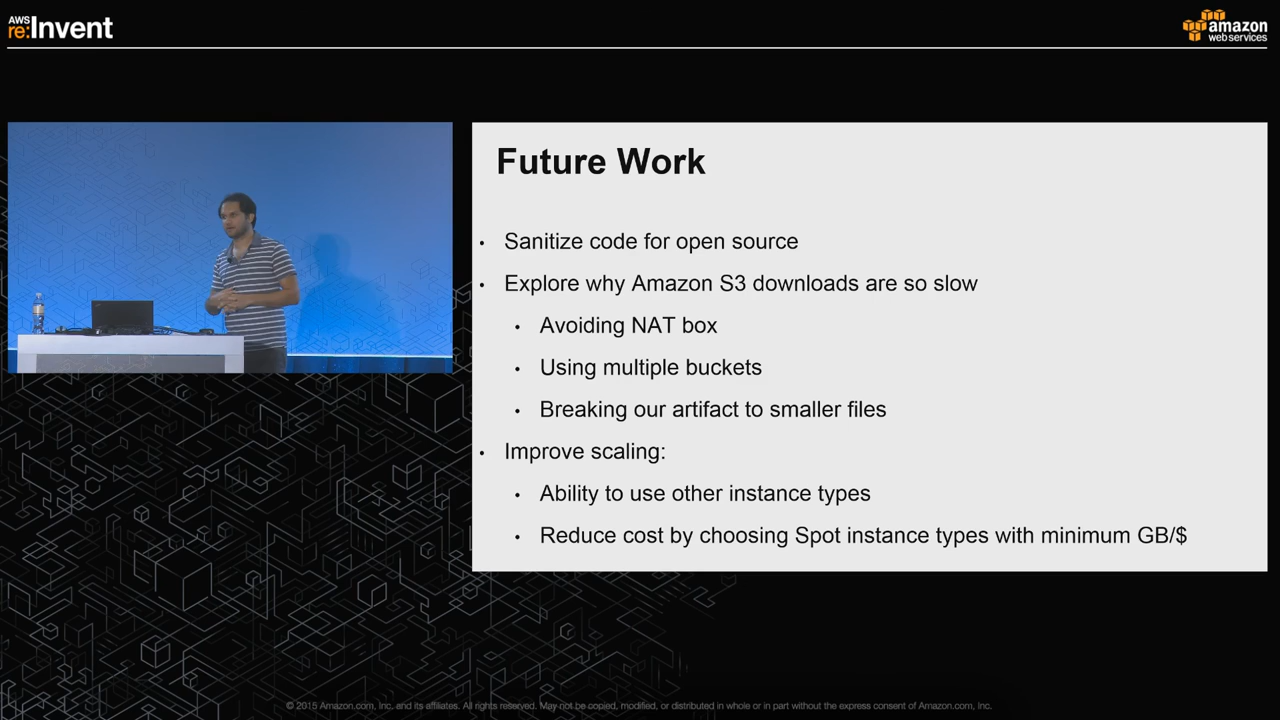 AWS
re:Invent
amazon
webservices
Future Work
• Sanitize code for open source
• Explore why Amazon S3 downloads are so slow
• Avoiding NAT box
• Using multiple buckets
• Breaking our artifact to smaller files
• Improve scaling:
• Ability to use other instance types
• Reduce cost by choosing Spot instance types with minimum GB/$
© 2015 Amazon.com, Inc. and its affiliates. All rights reserved. May not be copied, modified, or distributed in whole or in part without the express consent of Amazon.com, Inc.